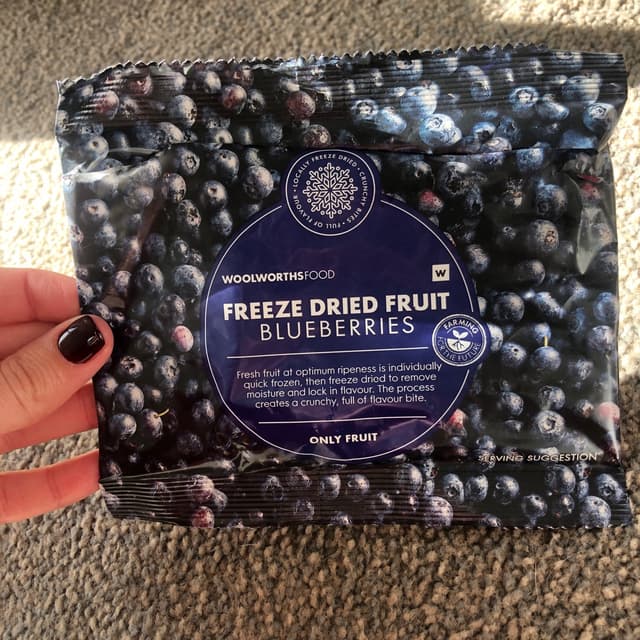 LOCALLY FREEZE DRIED • CRUNCHY BITE • FULL OF FLAVOUR •
WOOLWORTHSFOOD
W
FREEZE DRIED FRUIT
BLUEBERRIES
FARMING
FOR THE FUTURE
Fresh fruit at optimum ripeness is individually
quick frozen, then freeze dried to remove
moisture and lock in flavour. The process
creates a crunchy, full of flavour bite.
ONLY FRUIT
SERVING SUGGESTION